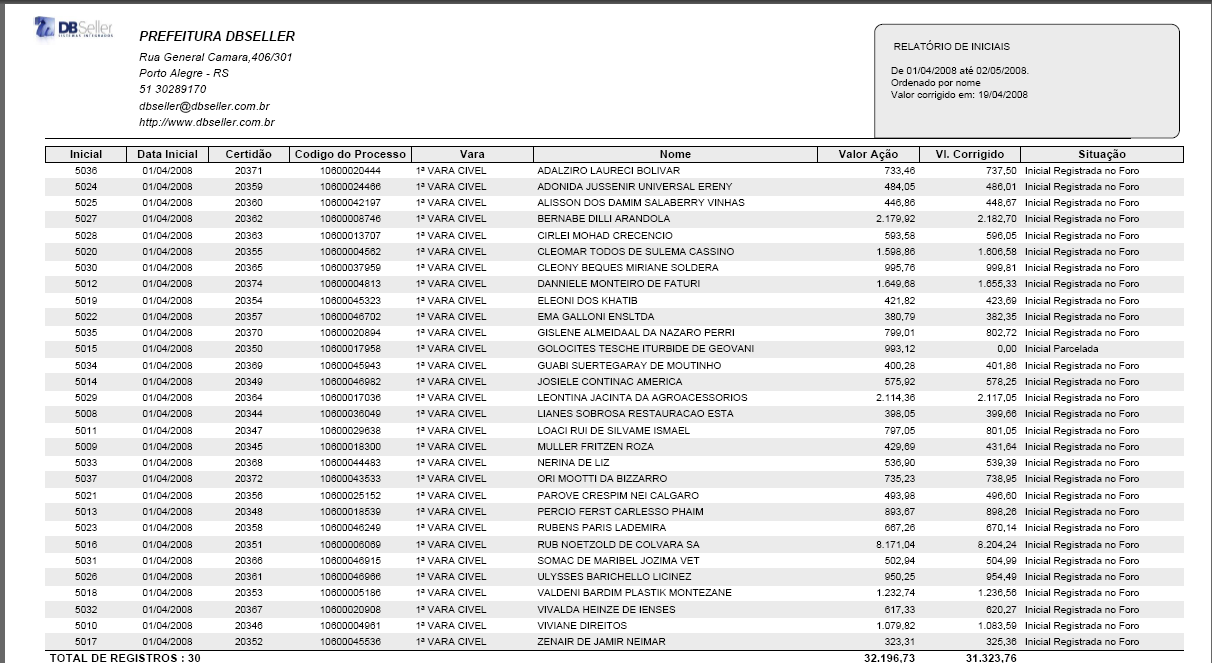 DBSeller
SISTEMAS INTEGRADOS
PREFEITURA DBSELLER
Rua General Camara,406/301
Porto Alegre - RS
51 30289170
dbseller@dbseller.com.br
http://www.dbseller.com.br
RELATÓRIO DE INICIAIS
De 01/04/2008 até 02/05/2008.
Ordenado por nome
Valor corrigido em: 19/04/2008
Inicial Data Inicial Certidão Codigo do Processo Vara Nome Valor Ação Vl. Corrigido Situação
5036 01/04/2008 20371 10600020444 1ª VARA CIVEL ADALZIRO LAURECI BOLIVAR 733,46 737,50 Inicial Registrada no Foro
5024 01/04/2008 20359 10600024466 1ª VARA CIVEL ADONIDA JUSSENIR UNIVERSAL ERENY 484,05 486,01 Inicial Registrada no Foro
5025 01/04/2008 20360 10600042197 1ª VARA CIVEL ALISSON DOS DAMIM SALABERRY VINHAS 446,86 448,67 Inicial Registrada no Foro
5027 01/04/2008 20362 10600008746 1ª VARA CIVEL BERNABE DILLI ARANDOLA 2.179,92 2.182,70 Inicial Registrada no Foro
5028 01/04/2008 20363 10600013707 1ª VARA CIVEL CIRLEI MOHAD CRECENCIO 593,58 596,05 Inicial Registrada no Foro
5020 01/04/2008 20355 10600004562 1ª VARA CIVEL CLEOMAR TODOS DE SULEMA CASSINO 1.598,86 1.606,58 Inicial Registrada no Foro
5030 01/04/2008 20365 10600037959 1ª VARA CIVEL CLEONY BEQUES MIRIANE SOLDERA 995,76 999,81 Inicial Registrada no Foro
5012 01/04/2008 20374 10600004813 1ª VARA CIVEL DANNIELE MONTEIRO DE FATURI 1.649,68 1.655,33 Inicial Registrada no Foro
5019 01/04/2008 20354 10600045323 1ª VARA CIVEL ELEONI DOS KHATIB 421,82 423,69 Inicial Registrada no Foro
5022 01/04/2008 20357 10600046702 1ª VARA CIVEL EMA GALLONI ENSLTDA 380,79 382,35 Inicial Registrada no Foro
5035 01/04/2008 20370 10600020894 1ª VARA CIVEL GISLENE ALMEIDAAL DA NAZARO PERRI 799,01 802,72 Inicial Registrada no Foro
5015 01/04/2008 20350 10600017958 1ª VARA CIVEL GOLOCITES TESCHE ITURBIDE DE GEOVANI 993,12 0,00 Inicial Parcelada
5034 01/04/2008 20369 10600045943 1ª VARA CIVEL GUABI SUERTEGARAY DE MOUTINHO 400,28 401,86 Inicial Registrada no Foro
5014 01/04/2008 20349 10600046982 1ª VARA CIVEL JOSIELE CONTINAC AMERICA 575,92 578,25 Inicial Registrada no Foro
5029 01/04/2008 20364 10600017036 1ª VARA CIVEL LEONTINA JACINTA DA AGROACESSORIOS 2.114,36 2.117,05 Inicial Registrada no Foro
5008 01/04/2008 20344 10600036049 1ª VARA CIVEL LIANES SOBROSA RESTAURACAO ESTA 398,05 399,66 Inicial Registrada no Foro
5011 01/04/2008 20347 10600029638 1ª VARA CIVEL LOACI RUI DE SILVAME ISMAEL 797,05 801,05 Inicial Registrada no Foro
5009 01/04/2008 20345 10600018300 1ª VARA CIVEL MULLER FRITZEN ROZA 429,69 431,64 Inicial Registrada no Foro
5033 01/04/2008 20368 10600044483 1ª VARA CIVEL NERINA DE LIZ 536,90 539,39 Inicial Registrada no Foro
5037 01/04/2008 20372 10600043533 1ª VARA CIVEL ORI MOOTTI DA BIZZARRO 735,23 738,95 Inicial Registrada no Foro
5021 01/04/2008 20356 10600025152 1ª VARA CIVEL PAROVE CRESPIM NEI CALGARO 493,98 496,60 Inicial Registrada no Foro
5013 01/04/2008 20348 10600018539 1ª VARA CIVEL PERCIO FERST CARLESSO PHAIM 893,67 898,26 Inicial Registrada no Foro
5023 01/04/2008 20358 10600046249 1ª VARA CIVEL RUBENS PARIS LADEMIRA 667,26 670,14 Inicial Registrada no Foro
5016 01/04/2008 20351 10600006069 1ª VARA CIVEL RUB NOETZOLD DE COLVARA SA 8.171,04 8.204,24 Inicial Registrada no Foro
5031 01/04/2008 20366 10600046915 1ª VARA CIVEL SOMAC DE MARIBEL JOZIMA VET 502,94 504,99 Inicial Registrada no Foro
5026 01/04/2008 20361 10600046966 1ª VARA CIVEL ULYSSES BARICHELLO LICINEZ 950,25 954,49 Inicial Registrada no Foro
5018 01/04/2008 20353 10600005186 1ª VARA CIVEL VALDENI BARDIM PLASTIK MONTEZANE 1.232,74 1.236,56 Inicial Registrada no Foro
5032 01/04/2008 20367 10600020908 1ª VARA CIVEL VIVALDA HEINZE DE IENSES 617,33 620,27 Inicial Registrada no Foro
5010 01/04/2008 20346 10600004961 1ª VARA CIVEL VIVIANE DIREITOS 1.079,82 1.083,59 Inicial Registrada no Foro
5017 01/04/2008 20352 10600045536 1ª VARA CIVEL ZENAIR DE JAMIR NEIMAR 323,31 325,36 Inicial Registrada no Foro
TOTAL DE REGISTROS : 30 32.196,73 31.323,76